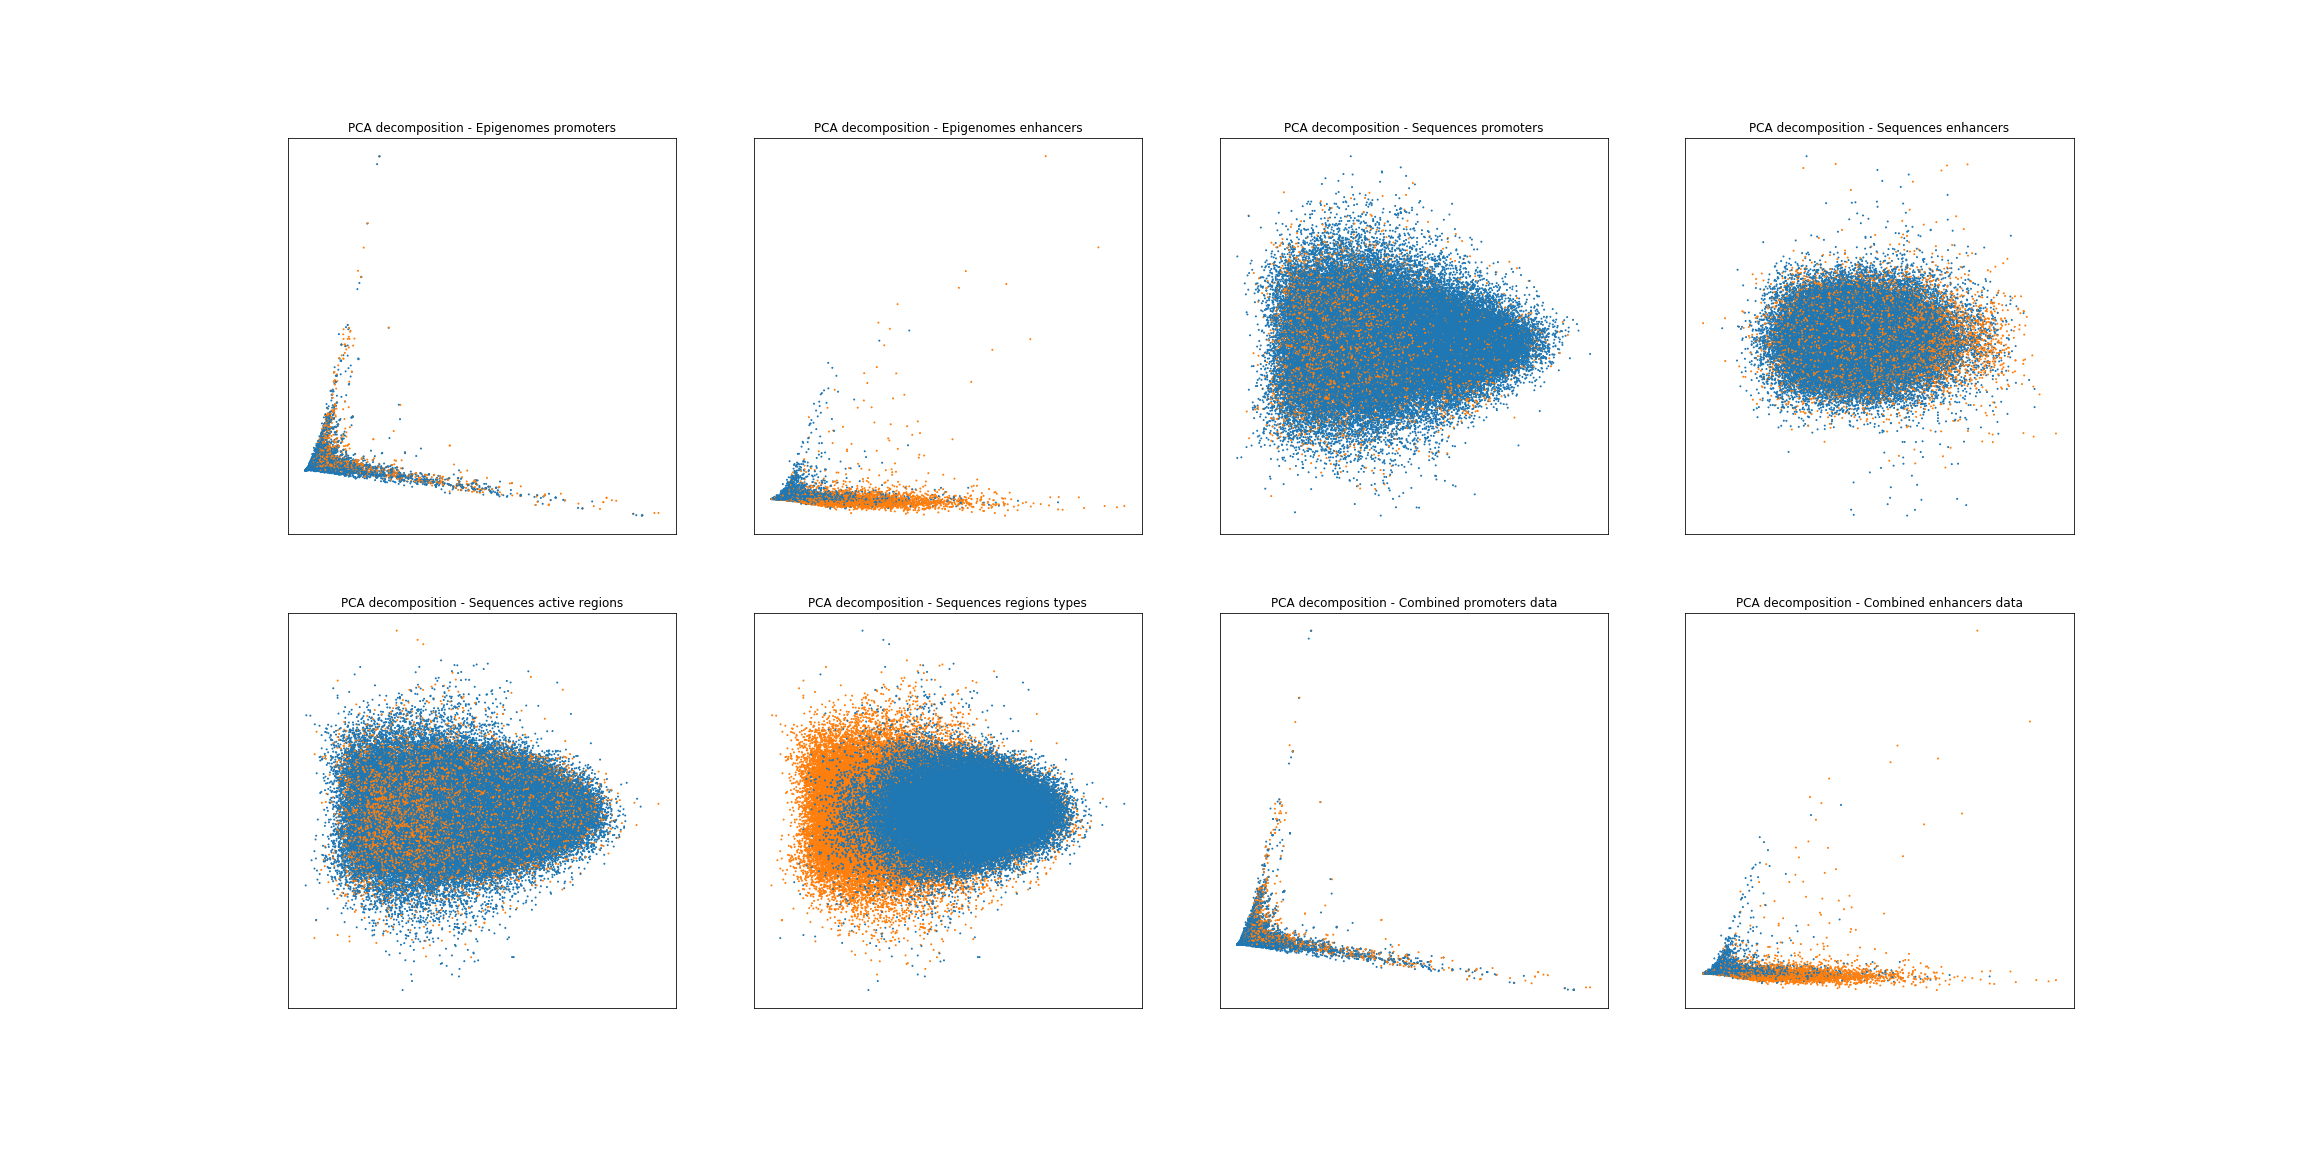 PCA decomposition - Epigenomes promoters
PCA decomposition - Epigenomes enhancers
PCA decomposition - Sequences promoters
PCA decomposition - Sequences enhancers
PCA decomposition - Sequences active regions
PCA decomposition - Sequences regions types
PCA decomposition - Combined promoters data
PCA decomposition - Combined enhancers data